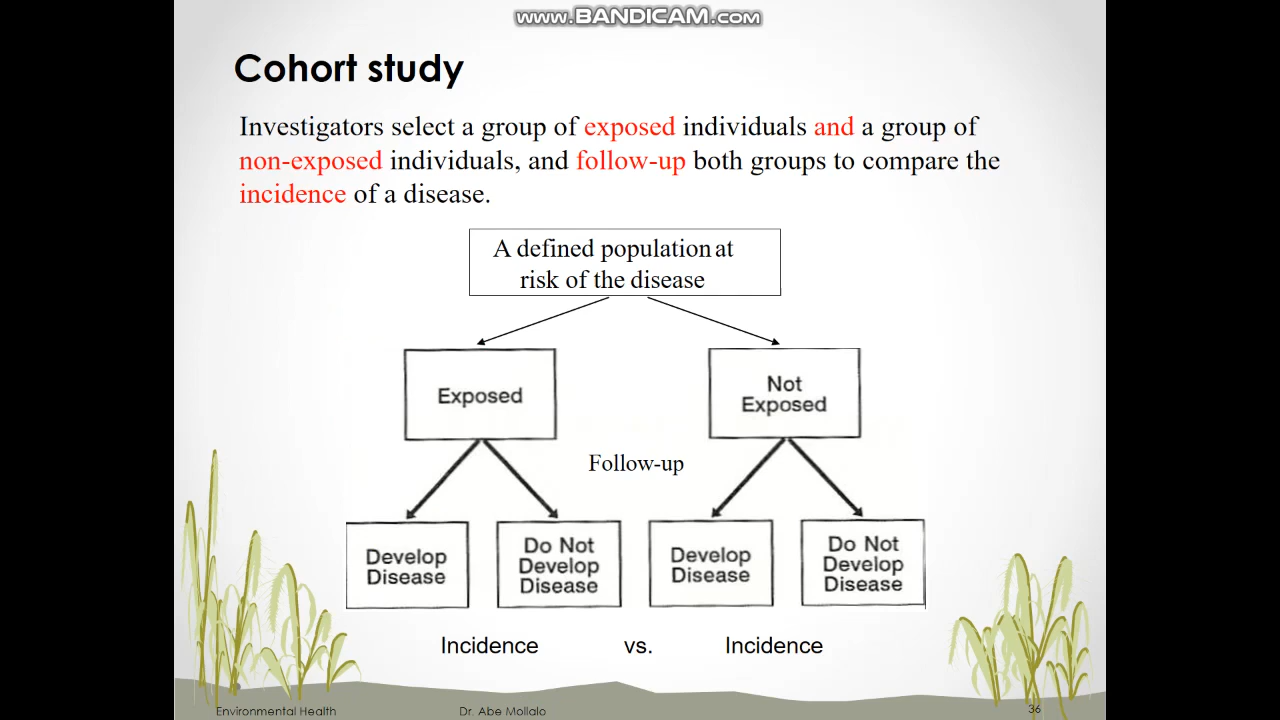 www.BANDICAM.com
Cohort study
Investigators select a group of exposed individuals and a group of
non-exposed individuals, and follow-up both groups to compare the
incidence of a disease.
A defined population at
risk of the disease
Exposed
Not
Exposed
Follow-up
Develop
Disease
Do Not
Develop
Disease
Develop
Disease
Do Not
Develop
Disease
Incidence vs. Incidence
Environmental Health Dr. Abe Mollalo 36